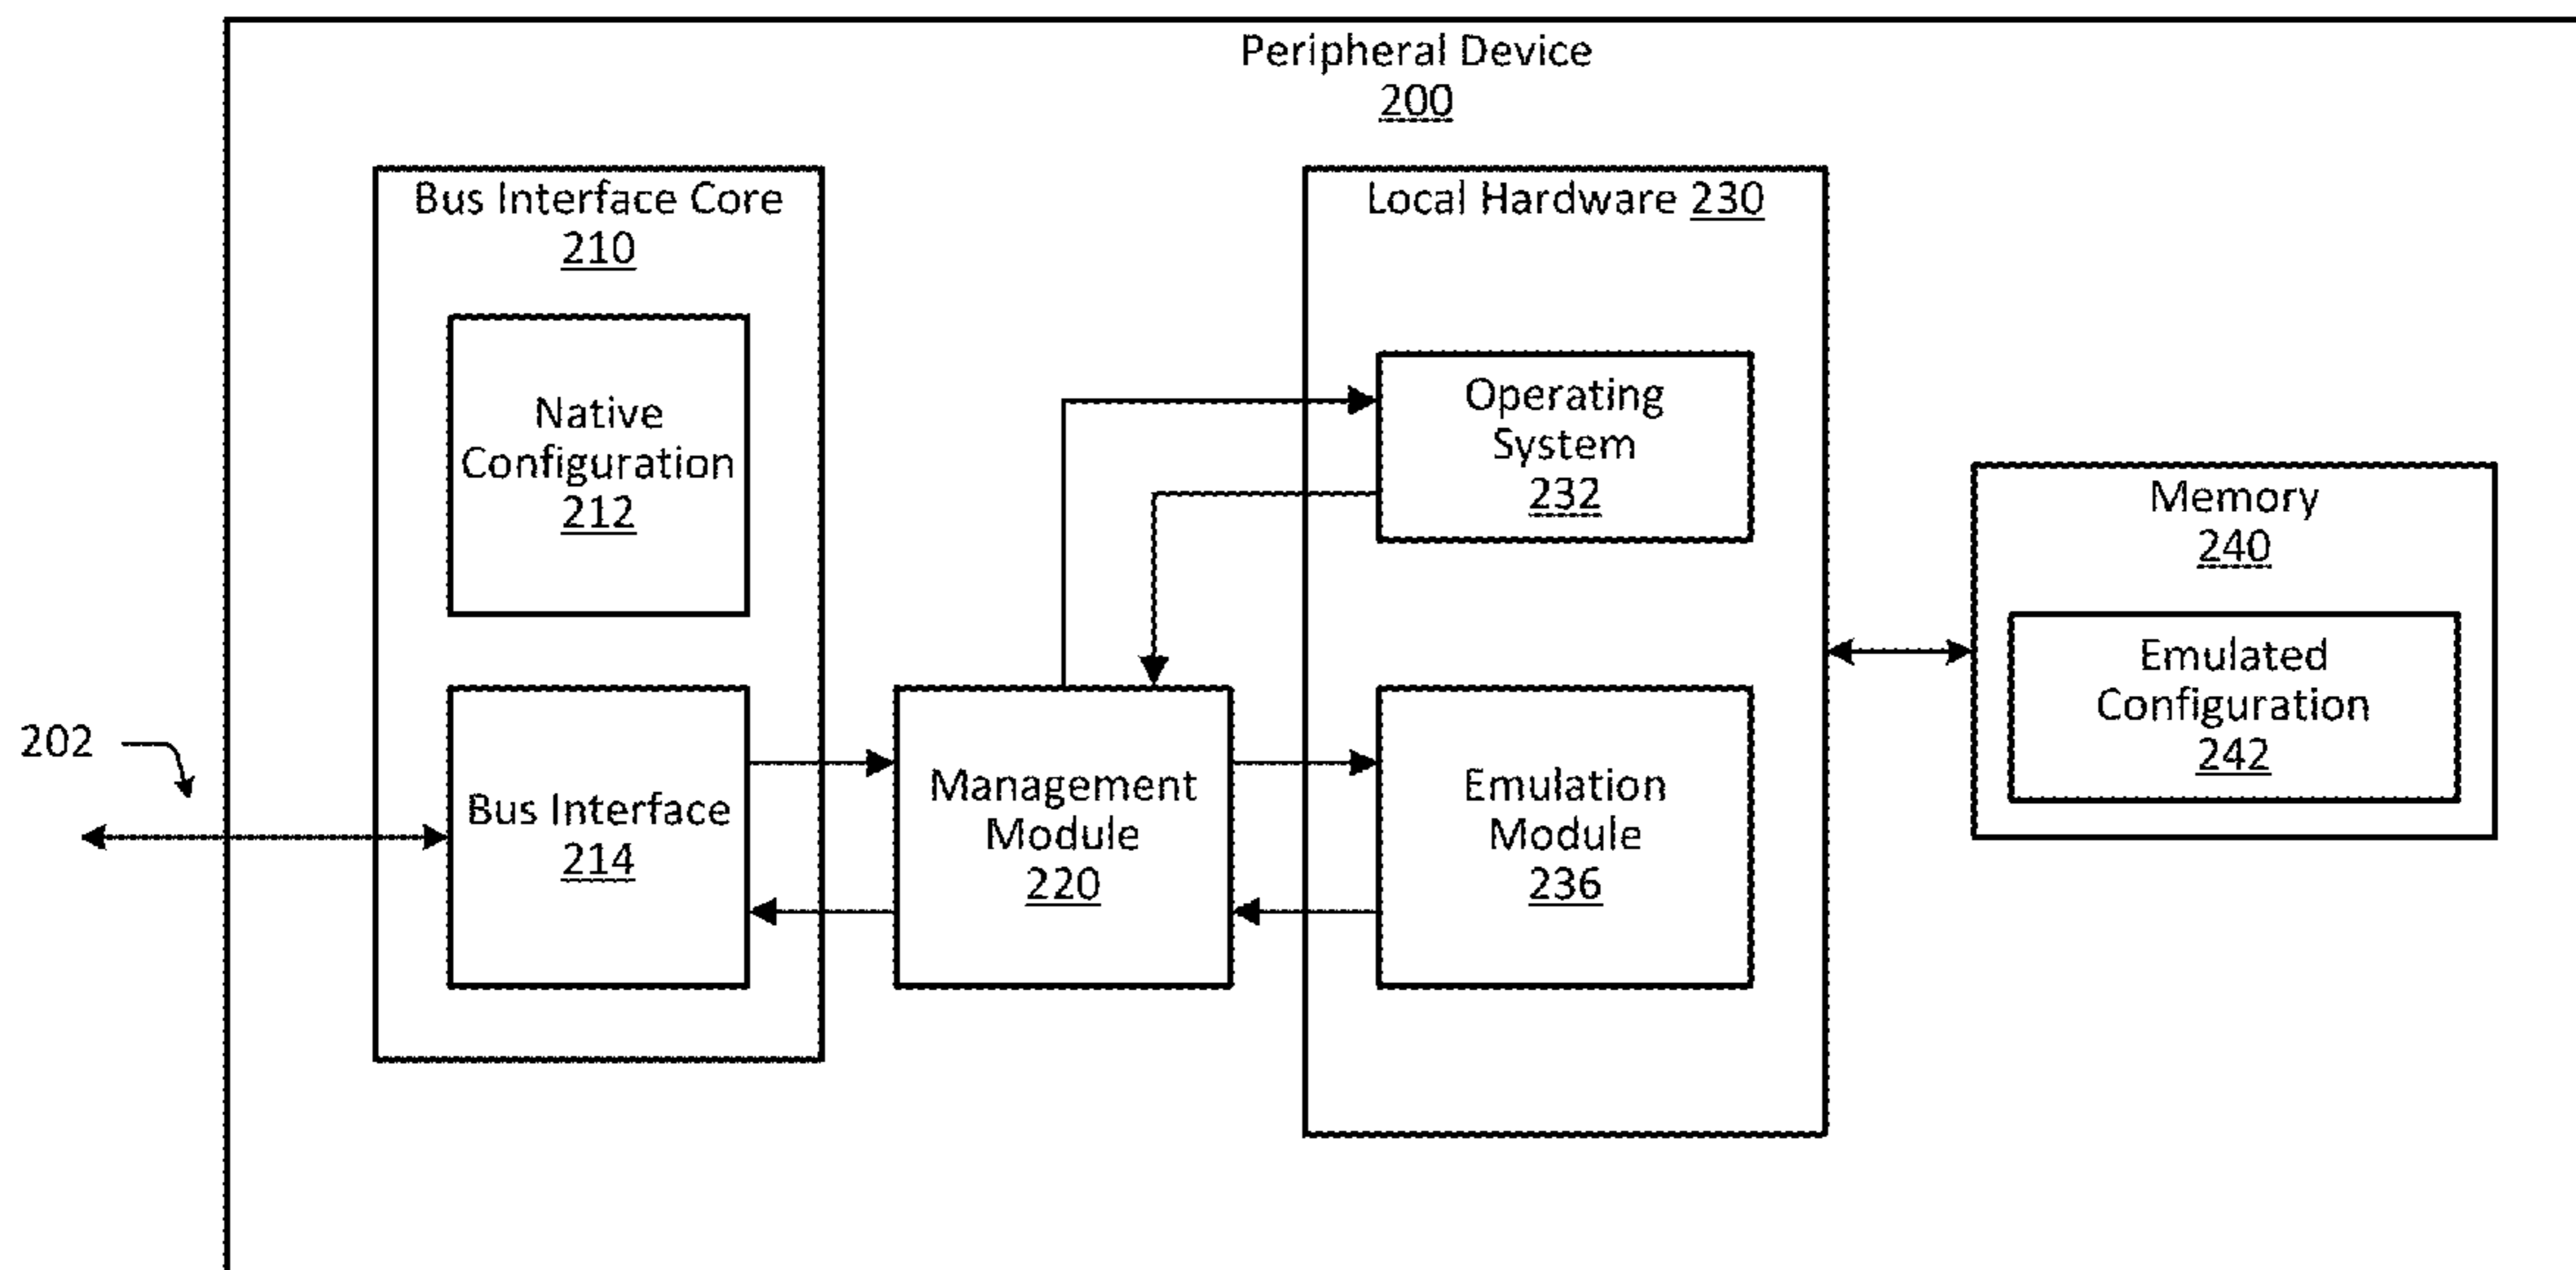 Peripheral Device
200
Bus Interface Core
210
Native
Configuration
212
Bus Interface
214
202
Management
Module
220
Local Hardware 230
Operating
System
232
Emulation
Module
236
Memory
240
Emulated
Configuration
242